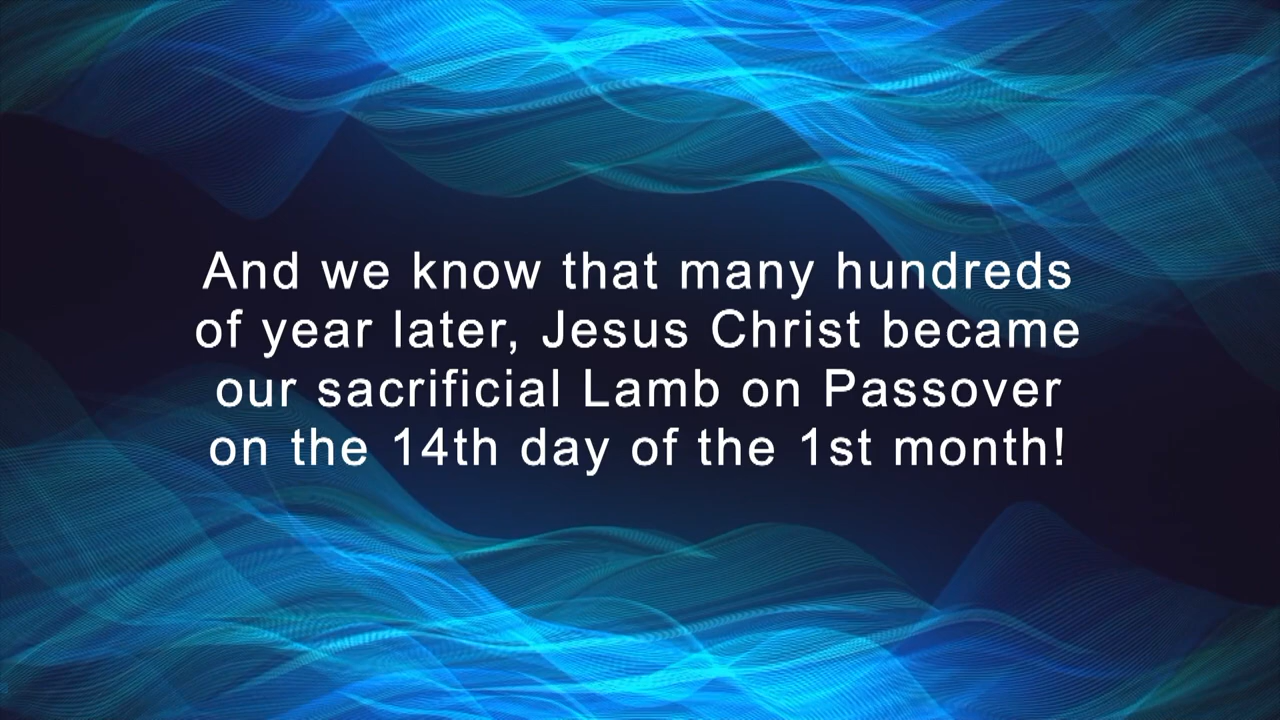 And we know that many hundreds
of year later, Jesus Christ became
our sacrificial Lamb on Passover
on the 14th day of the 1st month!